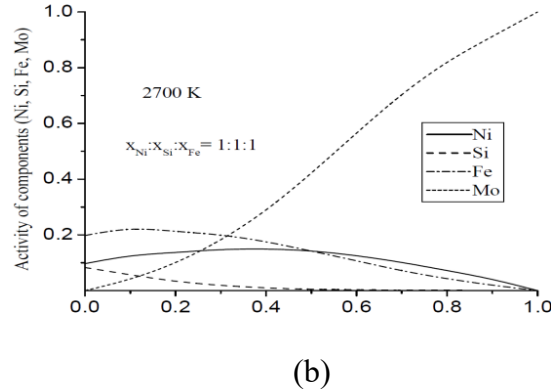 Activity of components (Ni, Si, Fe, Mo)
1.0
0.8
0.6
0.4
0.2
2700 K
x_Ni:x_Si:x_Fe= 1:1:1
Ni
Si
Fe
Mo
0.0 0.2 0.4 0.6 0.8 1.0
(b)